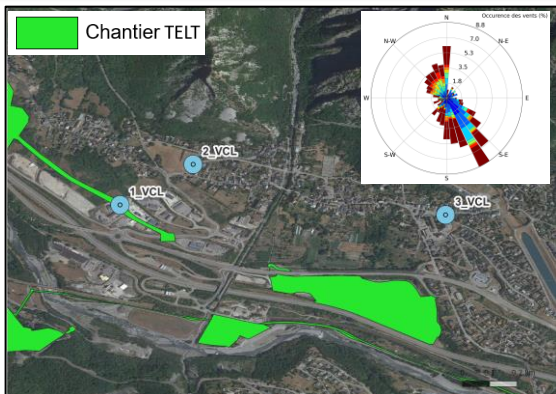 Chantier TELT
Occurence des vents (%)
N
8.8
7.0
5.3
3.5
1.8
N-W
N-E
W
E
S-W
S-E
S
2_VCL
1_VCL
3_VCL